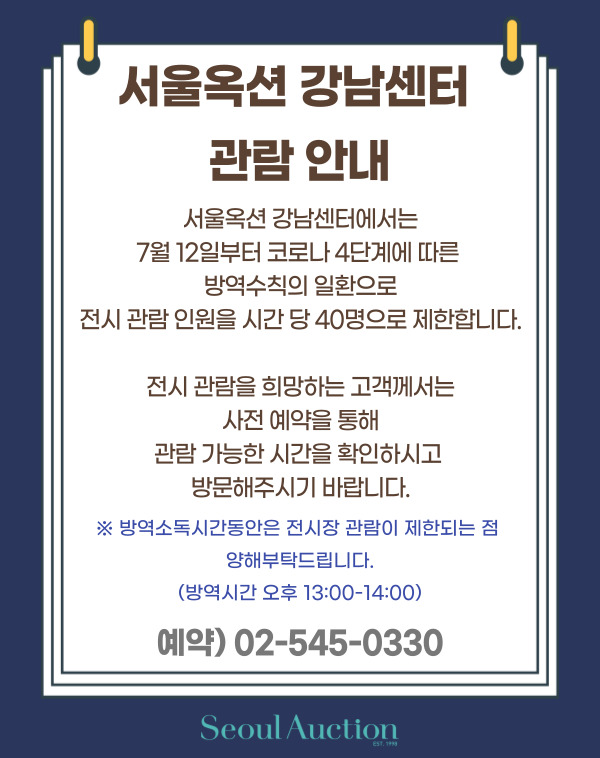 서울옥션 강남센터
관람 안내
서울옥션 강남센터에서는
7월 12일부터 코로나 4단계에 따른
방역수칙의 일환으로
전시 관람 인원을 시간 당 40명으로 제한합니다.
전시 관람을 희망하는 고객께서는
사전 예약을 통해
관람 가능한 시간을 확인하시고
방문해주시기 바랍니다.
※ 방역소독시간동안은 전시장 관람이 제한되는 점
양해부탁드립니다.
(방역시간 오후 13:00-14:00)
예약) 02-545-0330
Seoul Auction
EST. 1998